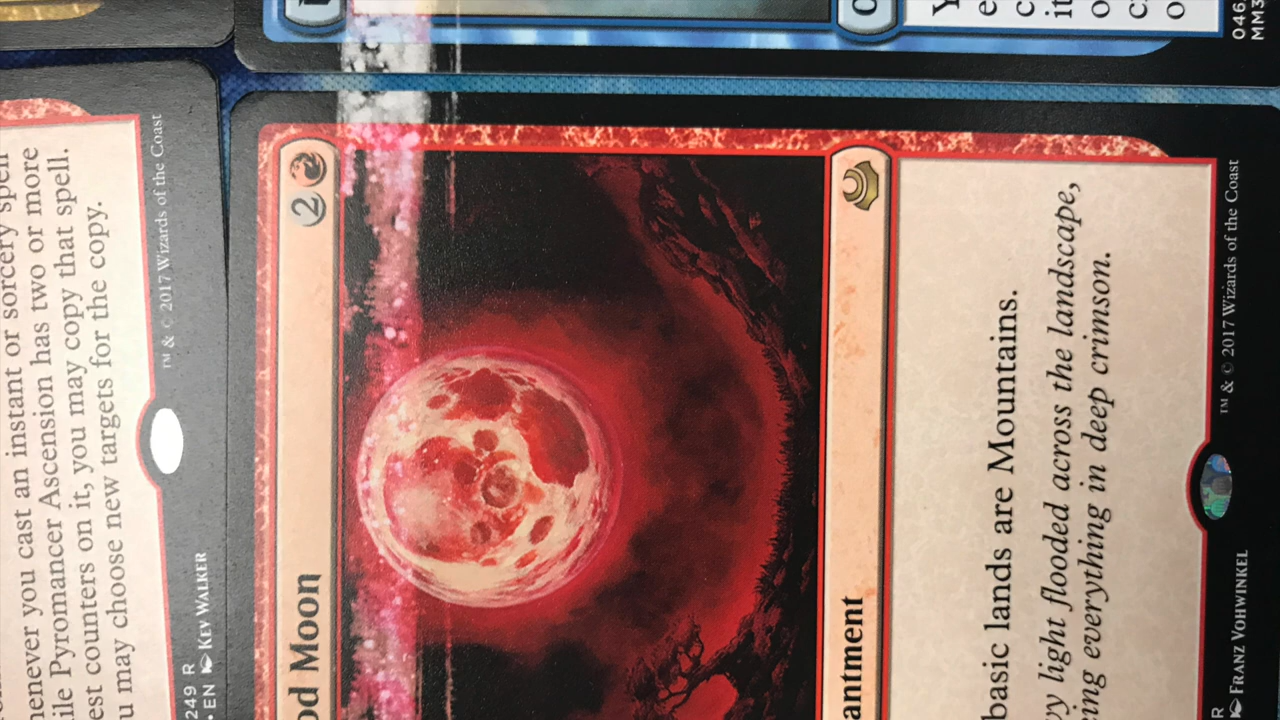 henever you cast an instant or sorcery spell
ile Pyromancer Ascension has two or more
est counters on it, you may copy that spell.
u may choose new targets for the copy.
™ & © 2017 Wizards of the Coast
249 R
• EN Kev Walker
od Moon
2
antment
basic lands are Mountains.
vy light flooded across the landscape,
ing everything in deep crimson.
™ & © 2017 Wizards of the Coast
R
Franz Vohwinkel
046
MM3